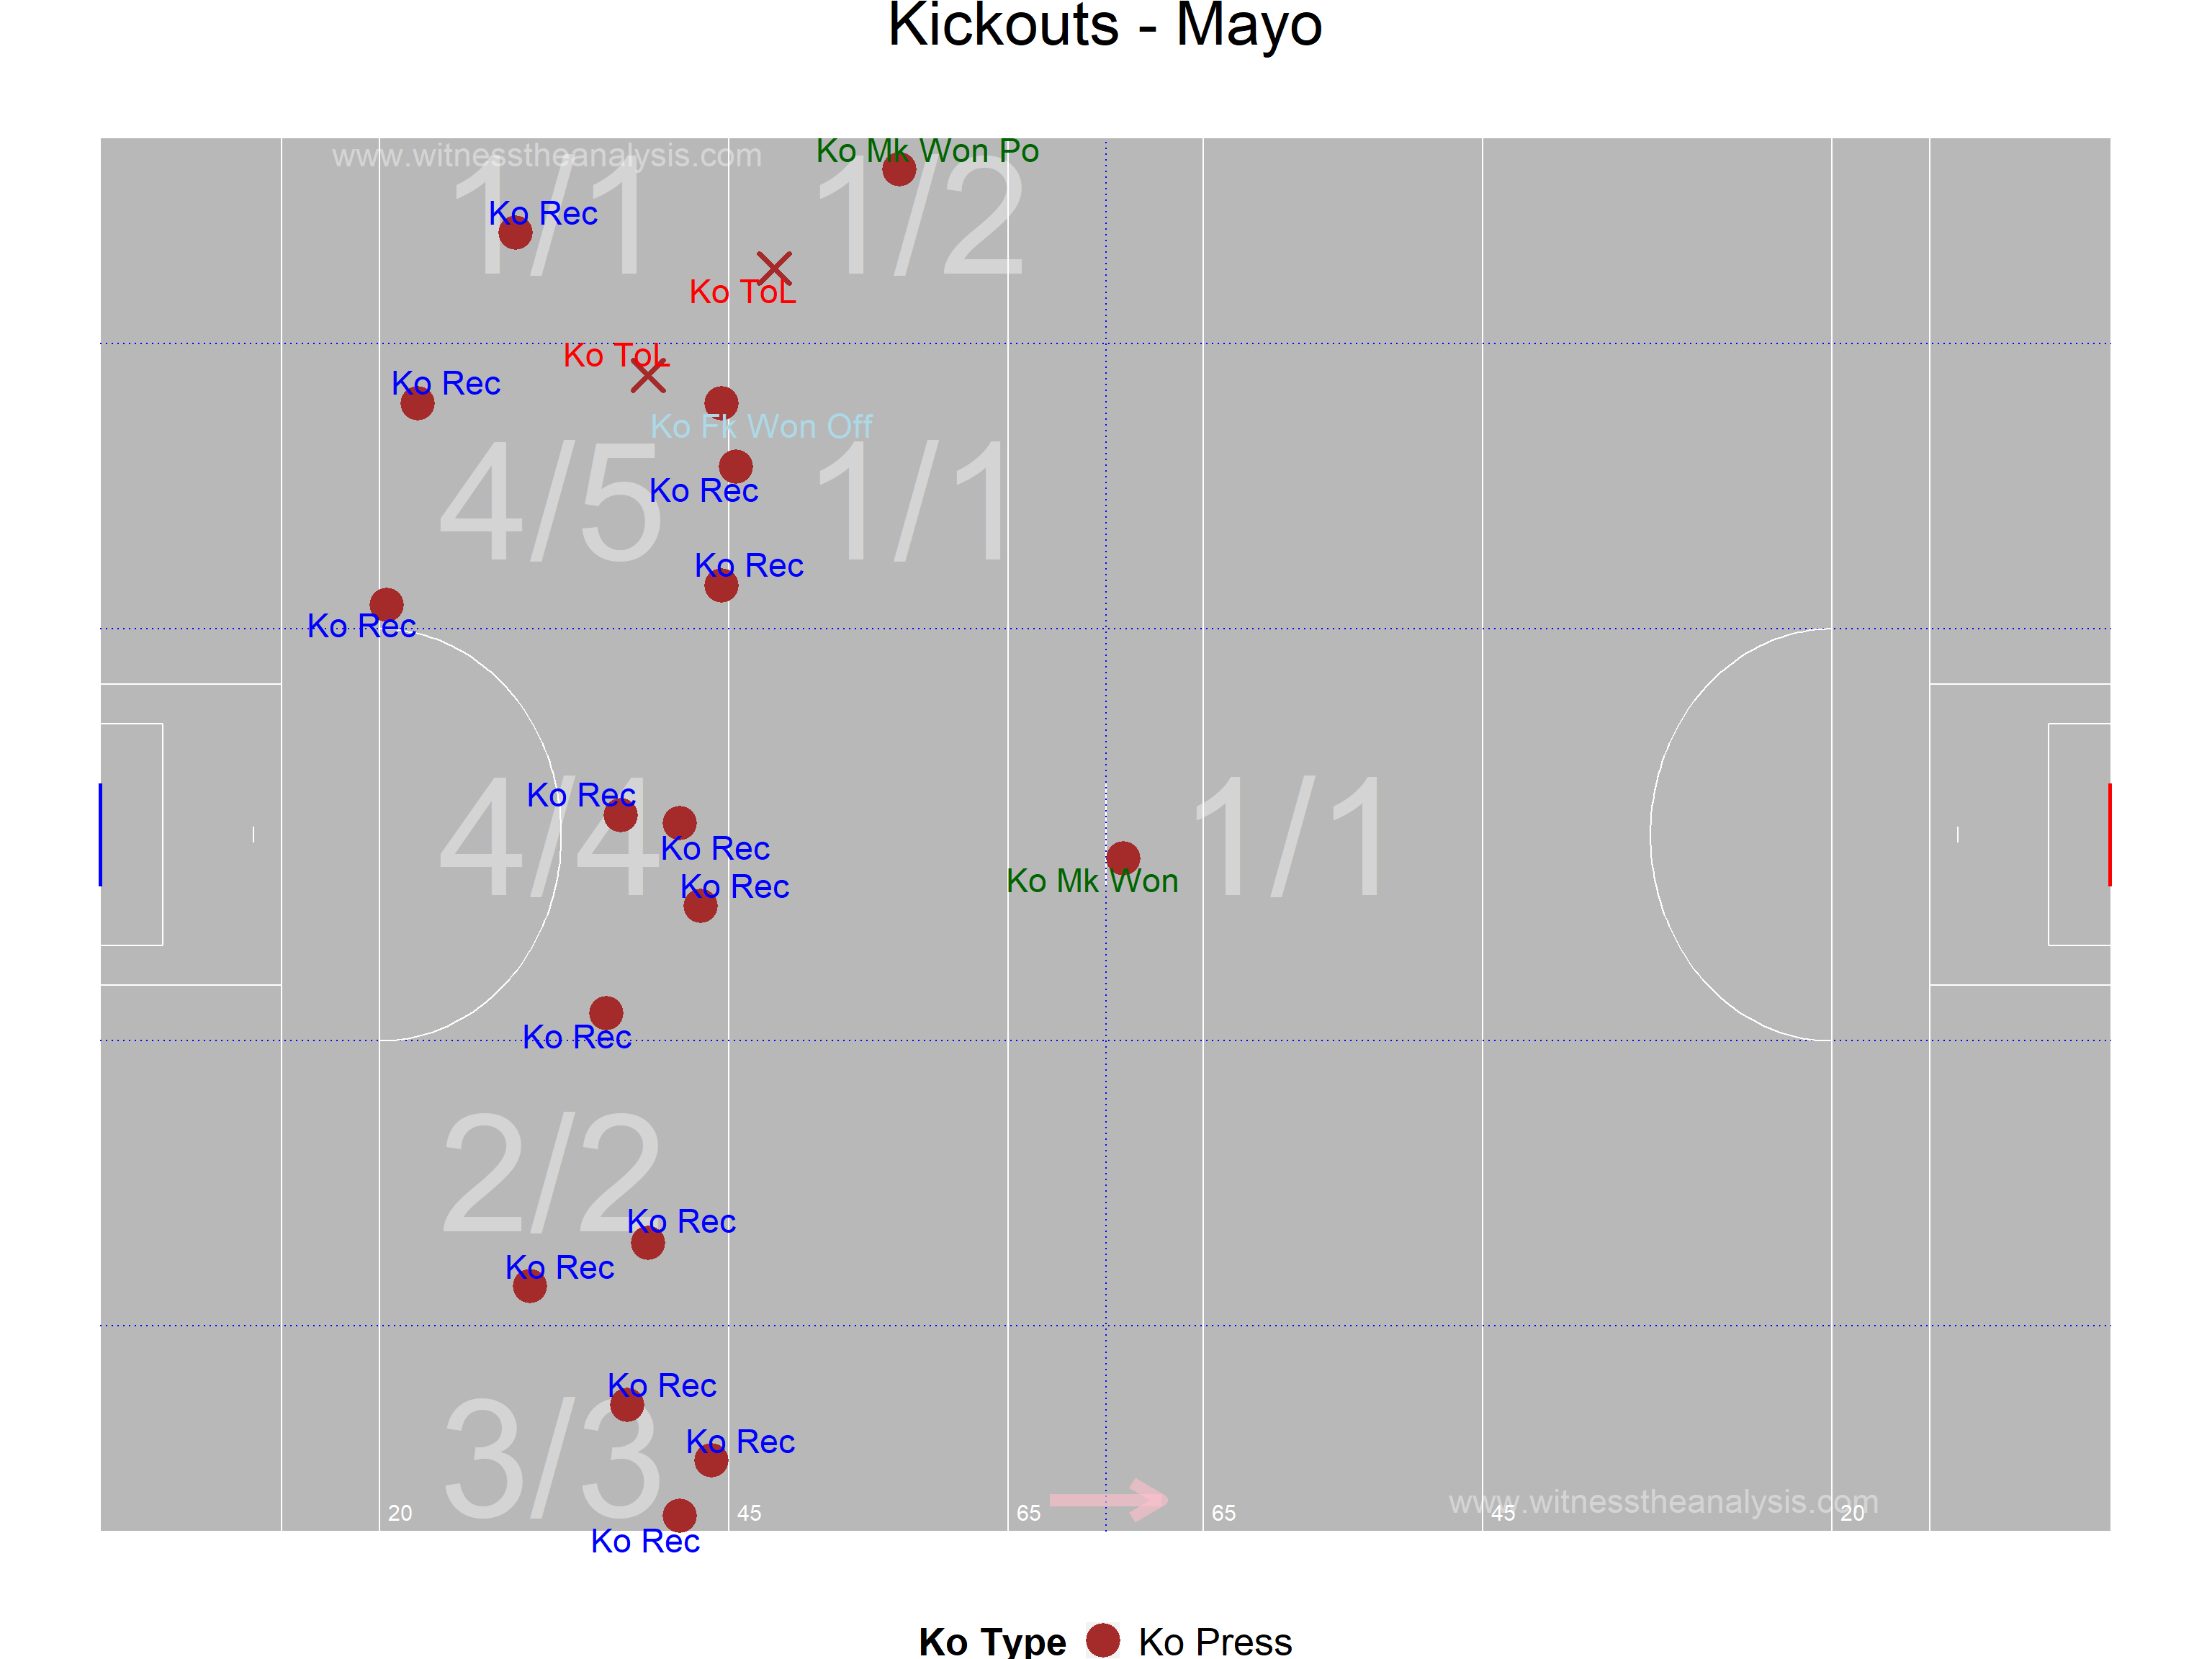 Kickouts - Mayo
Ko Mk Won Po
www.witnesstheanalysis.com
1/1
1/2
Ko Rec
Ko ToL
Ko ToL
Ko Rec
Ko Fk Won Off
4/5
1/1
Ko Rec
Ko Rec
Ko Rec
4/4
1/1
Ko Rec
Ko Rec
Ko Mk Won
Ko Rec
Ko Rec
2/2
Ko Rec
Ko Rec
3/3
Ko Rec
Ko Rec
www.witnesstheanalysis.com
20
45
65
65
45
20
Ko Rec
Ko Type Ko Press